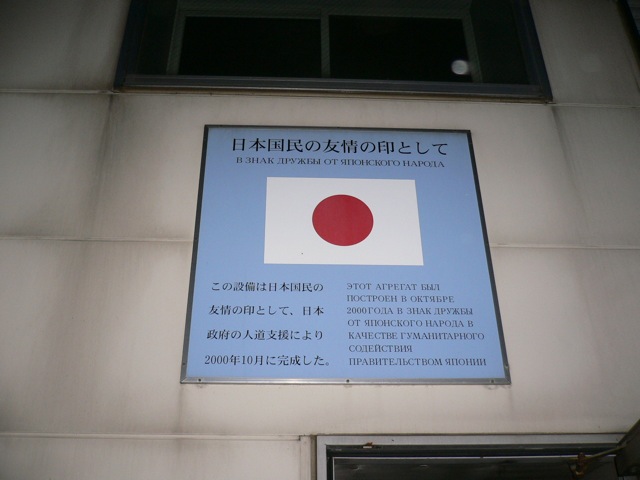 日本国民の友情の印として
В ЗНАК ДРУЖБЫ ОТ ЯПОНСКОГО НАРОДА
この設備は日本国民の
友情の印として、日本
政府の人道支援により
2000年10月に完成した。
ЭТОТ АГРЕГАТ БЫЛ
ПОСТРОЕН В ОКТЯБРЕ
2000 ГОДА В ЗНАК ДРУЖБЫ
ОТ ЯПОНСКОГО НАРОДА В
КАЧЕСТВЕ ГУМАНИТАРНОГО
СОДЕЙСТВИЯ
ПРАВИТЕЛЬСТВОМ ЯПОНИИ